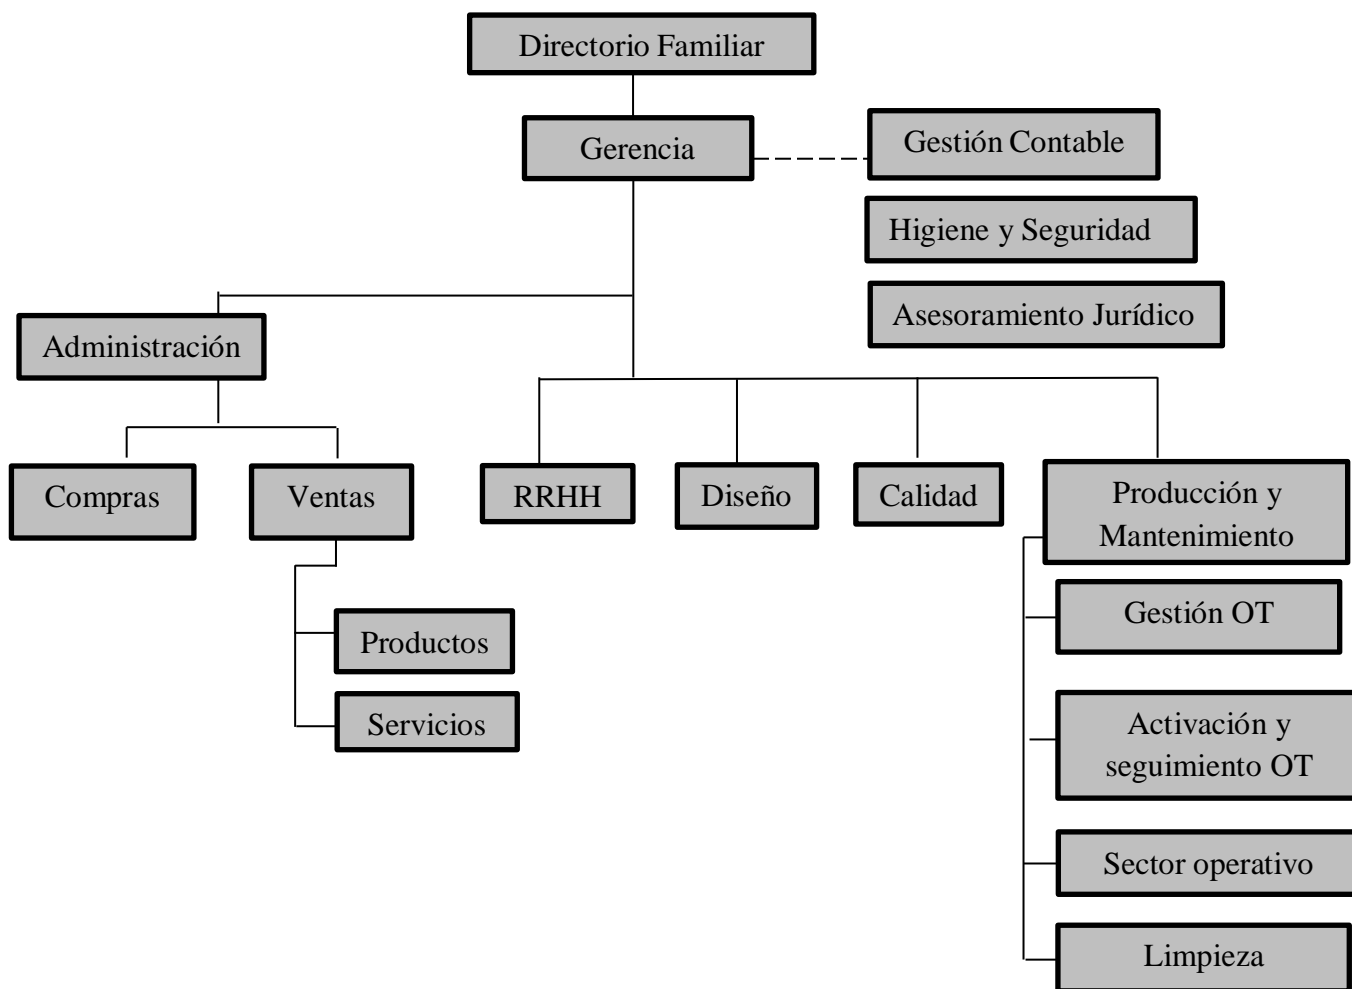 Directorio Familiar
Gerencia
Gestión Contable
Higiene y Seguridad
Asesoramiento Jurídico
Administración
Compras
Ventas
RRHH
Diseño
Calidad
Producción y
Mantenimiento
Productos
Servicios
Gestión OT
Activación y
seguimiento OT
Sector operativo
Limpieza